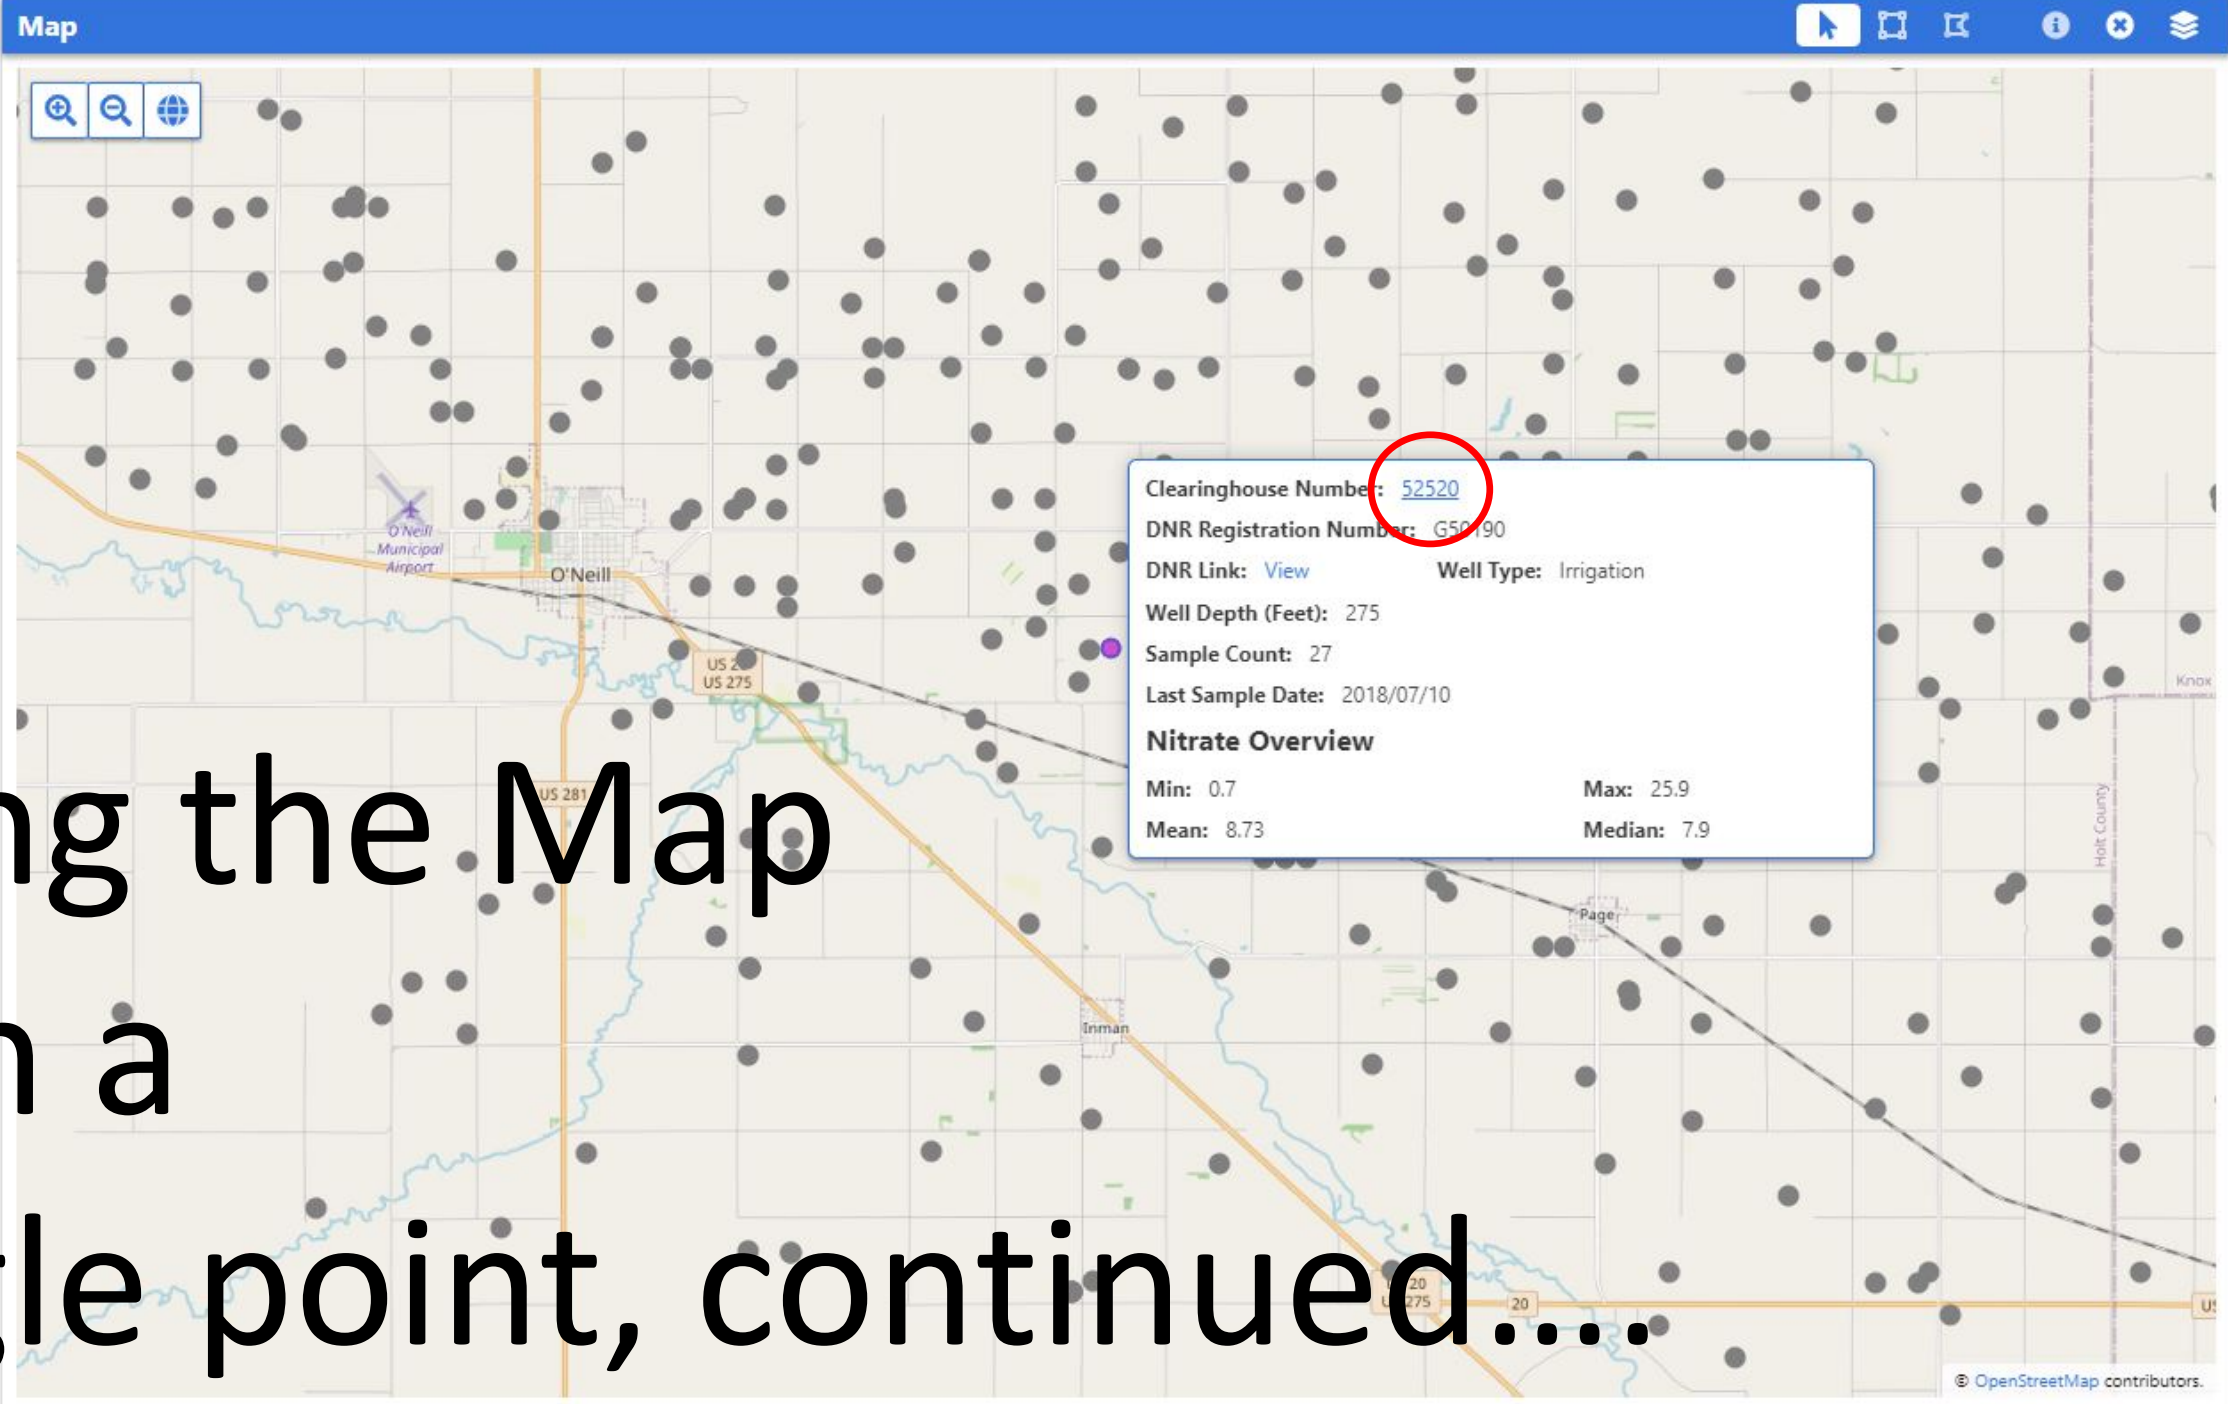 Map
O'Neill
Municipal
Airport
O'Neill
Clearinghouse Number: 52520
DNR Registration Number: G50190
DNR Link: View Well Type: Irrigation
Well Depth (Feet): 275
Sample Count: 27
Last Sample Date: 2018/07/10
Nitrate Overview
Min: 0.7 Max: 25.9
Mean: 8.73 Median: 7.9
US 275
Knox
Holt County
US 281
ng the Map
Page
a
Inman
gle point, continued....
20
275
20
US
© OpenStreetMap contributors.